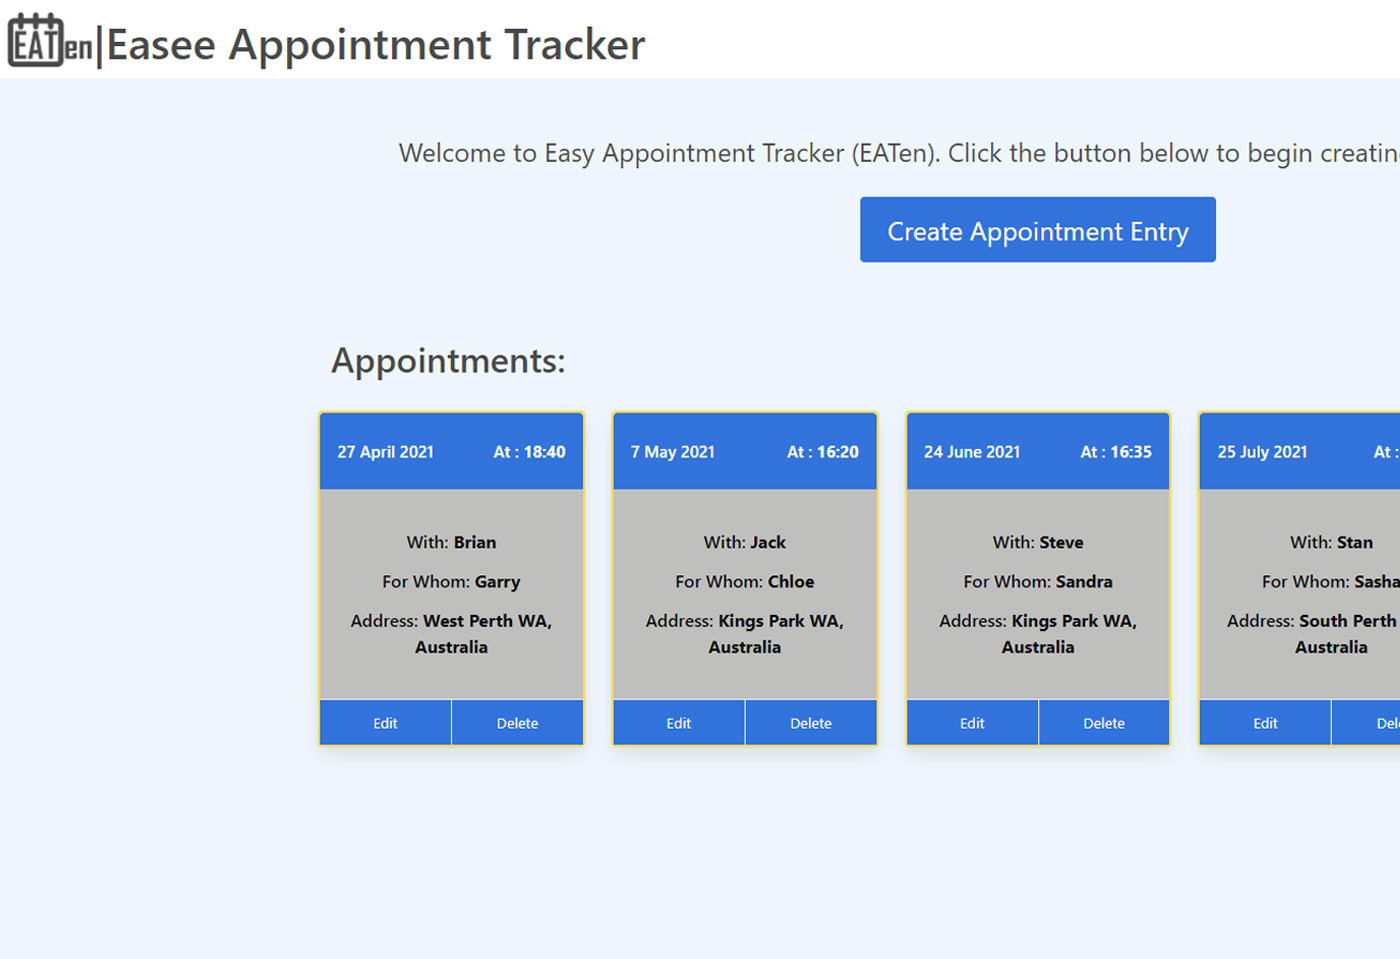 EATen|Easee Appointment Tracker
Welcome to Easy Appointment Tracker (EATen). Click the button below to begin creatin
Create Appointment Entry
Appointments:
27 April 2021 At : 18:40
With: Brian
For Whom: Garry
Address: West Perth WA,
Australia
Edit Delete
7 May 2021 At : 16:20
With: Jack
For Whom: Chloe
Address: Kings Park WA,
Australia
Edit Delete
24 June 2021 At : 16:35
With: Steve
For Whom: Sandra
Address: Kings Park WA,
Australia
Edit Delete
25 July 2021 At :
With: Stan
For Whom: Sasha
Address: South Perth
Australia
Edit Del